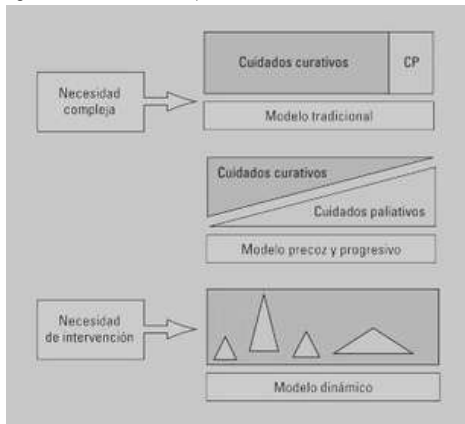 Cuidados curativos
CP
Necesidad
compleja
Modelo tradicional
Cuidados curativos
Cuidados paliativos
Modelo precoz y progresivo
Necesidad
de intervención
Modelo dinámico